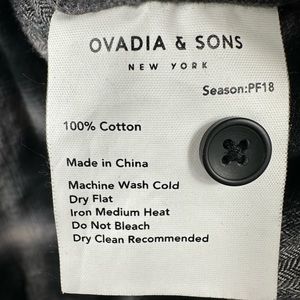 OVADIA & SONS
NEW YORK
Season:PF18
100% Cotton
Made in China
Machine Wash Cold
Dry Flat
Iron Medium Heat
Do Not Bleach
Dry Clean Recommended